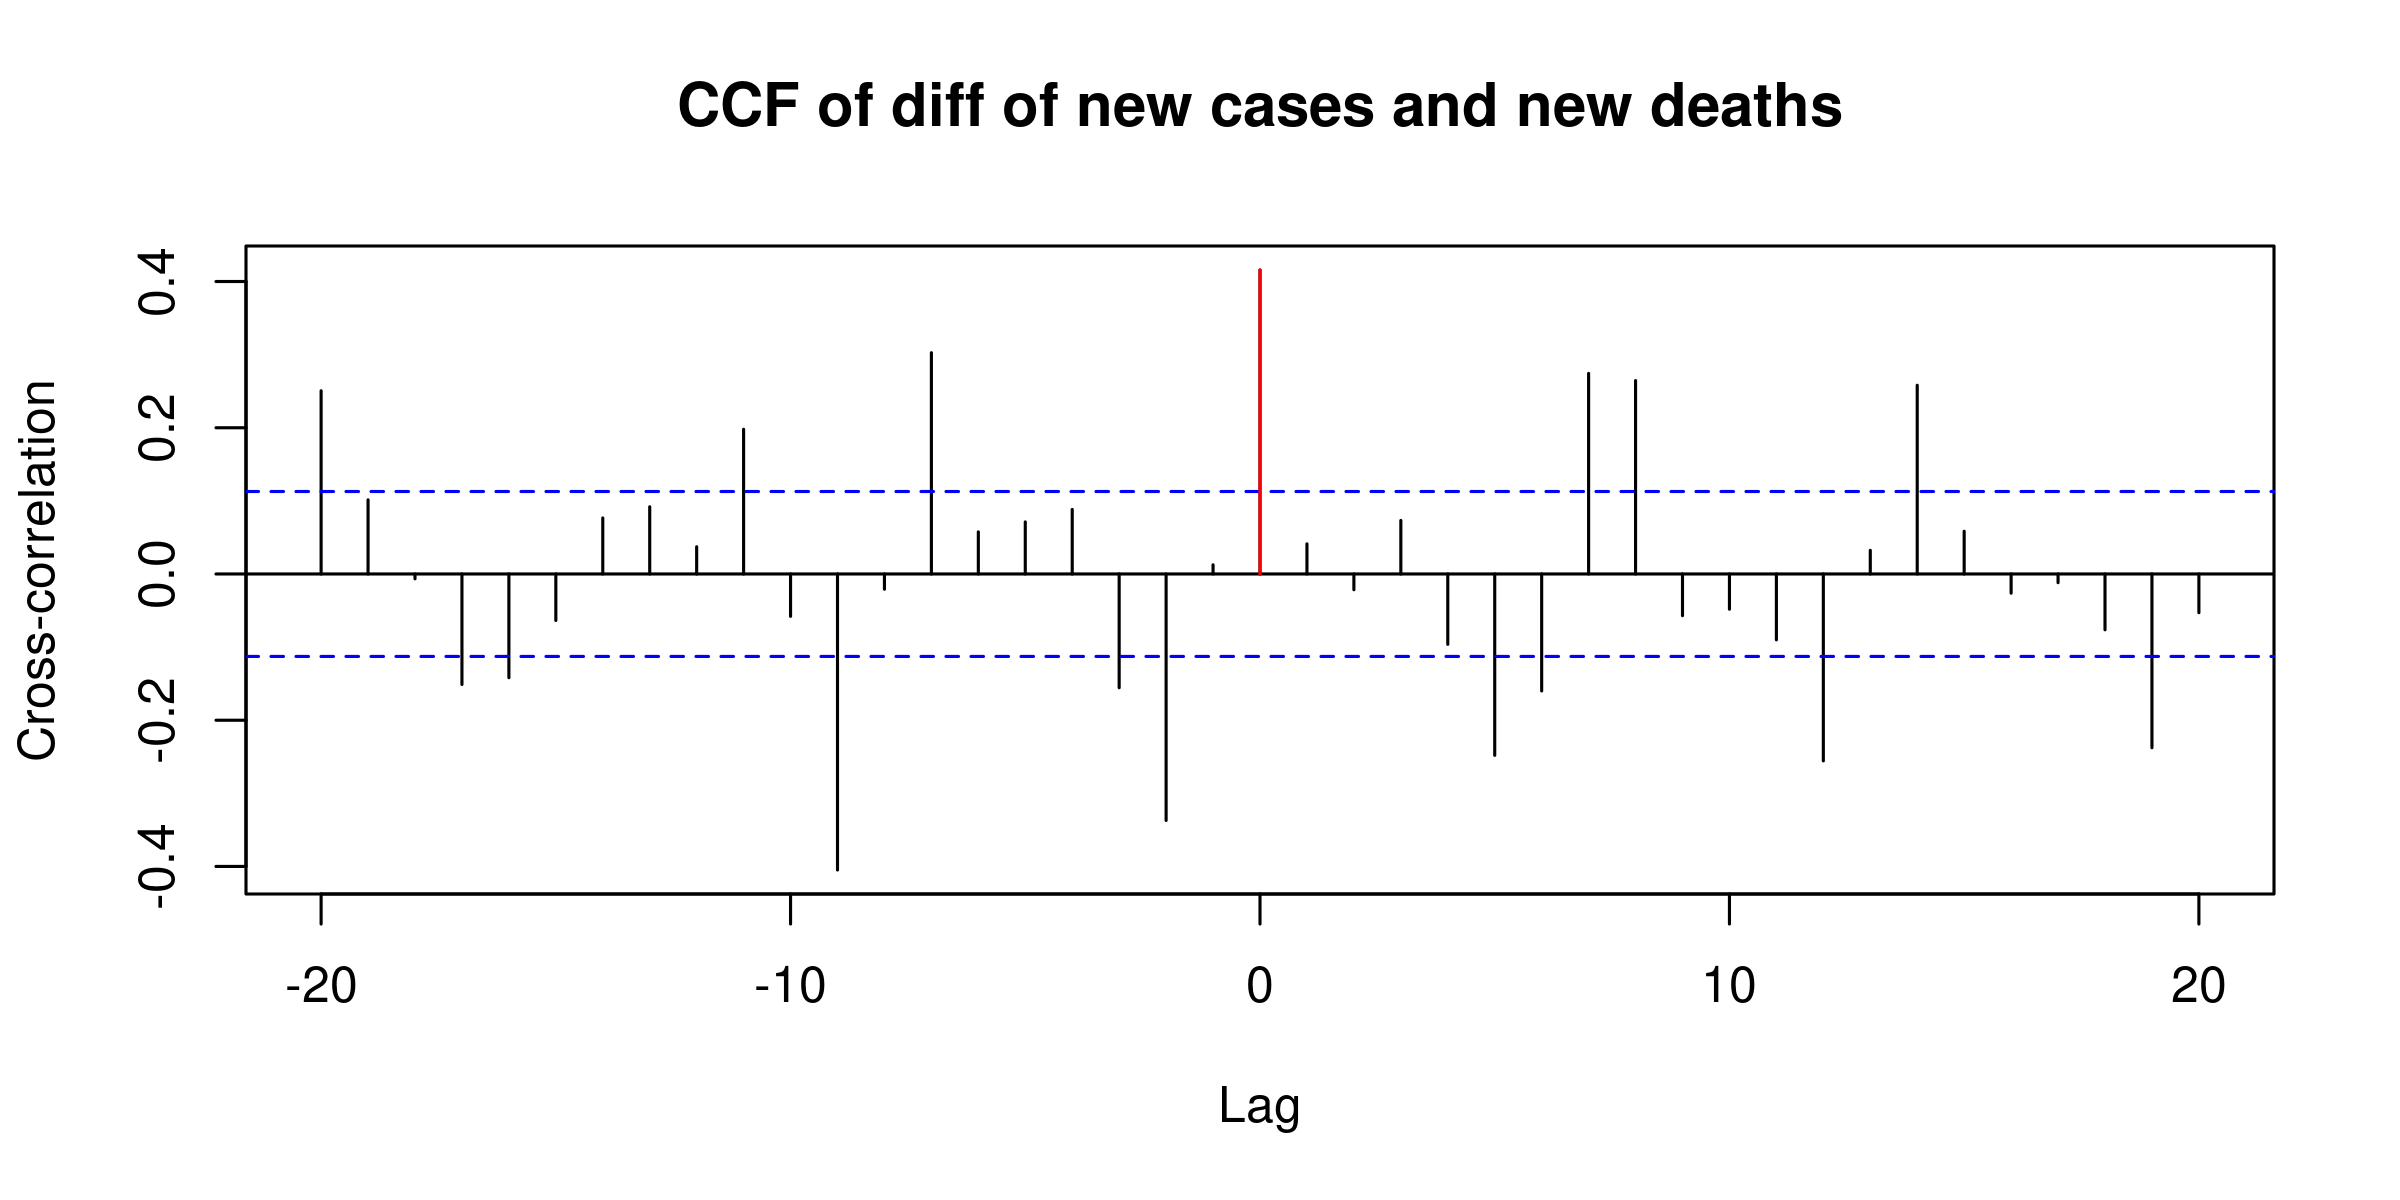 CCF of diff of new cases and new deaths
Cross-correlation
0.4
0.2
0.0
-0.2
-0.4
-20 -10 0 10 20
Lag